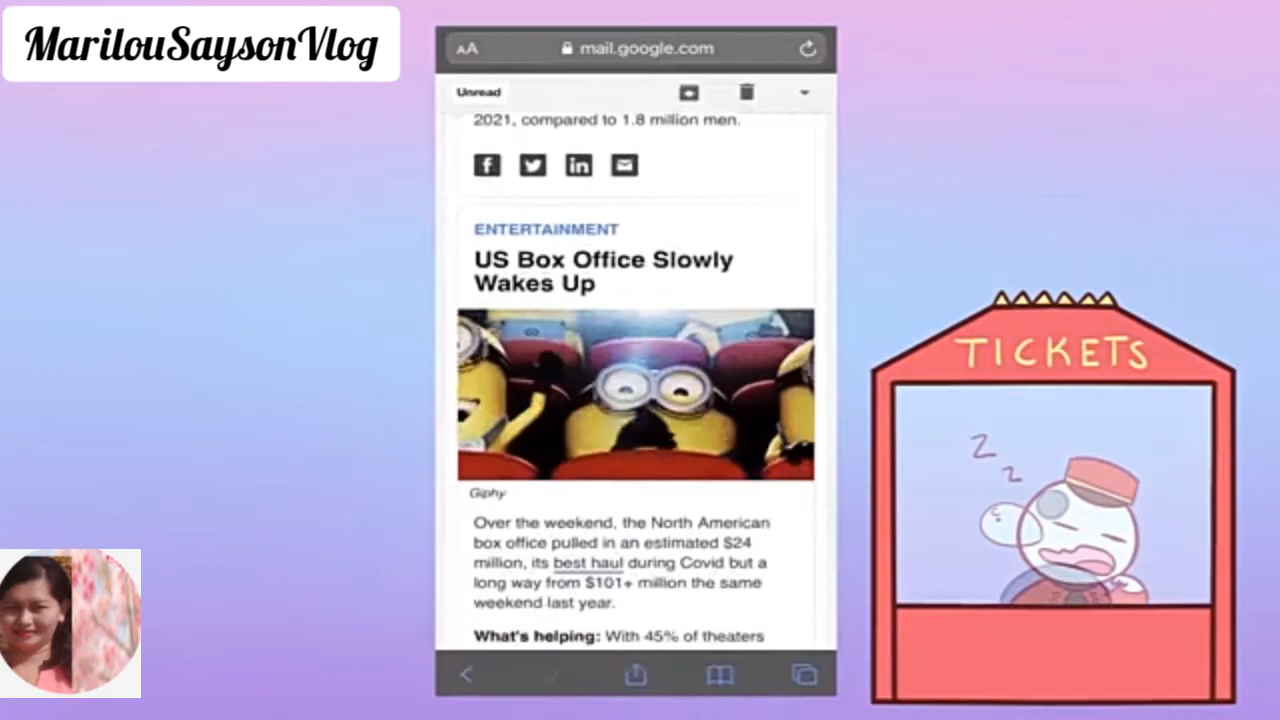 MarilouSaysonVlog
AA mail.google.com
Unread
2021, compared to 1.8 million men.
ENTERTAINMENT
US Box Office Slowly
Wakes Up
Giphy
Over the weekend, the North American
box office pulled in an estimated $24
million, its best haul during Covid but a
long way from $101+ million the same
weekend last year.
What's helping: With 45% of theaters
TICKETS
Z
Z